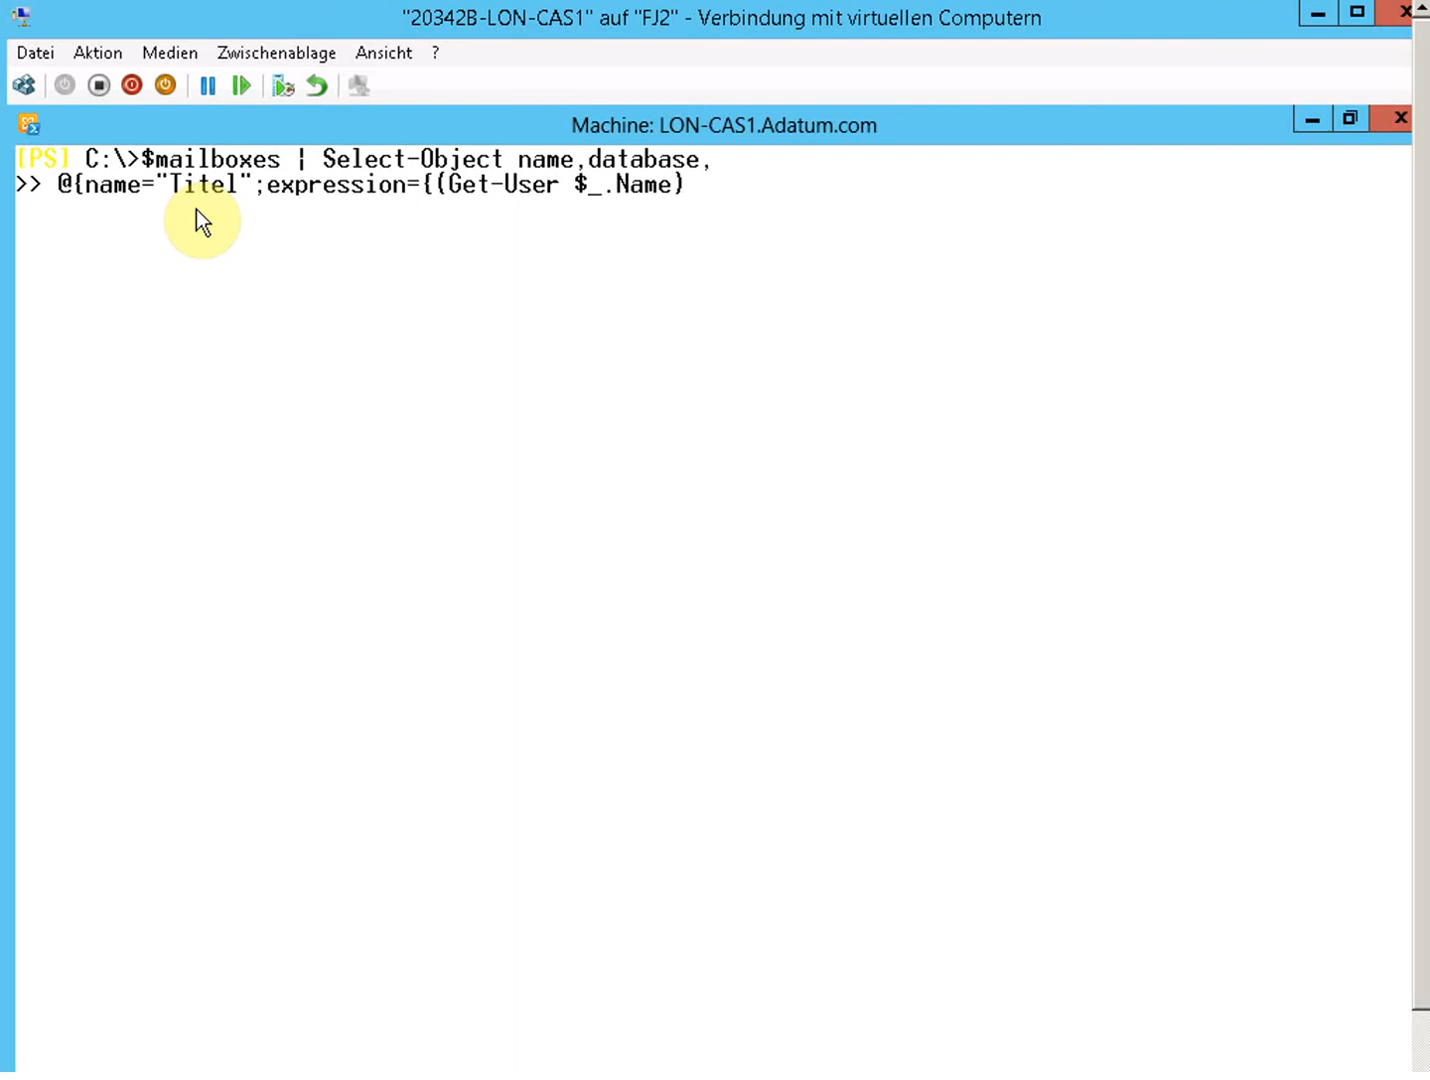 "20342B-LON-CAS1" auf "FJ2" - Verbindung mit virtuellen Computern
Datei Aktion Medien Zwischenablage Ansicht ?
Machine: LON-CAS1.Adatum.com
[PS] C:\>$mailboxes | Select-Object name,database,
>> @{name="Titel";expression={(Get-User $_.Name)